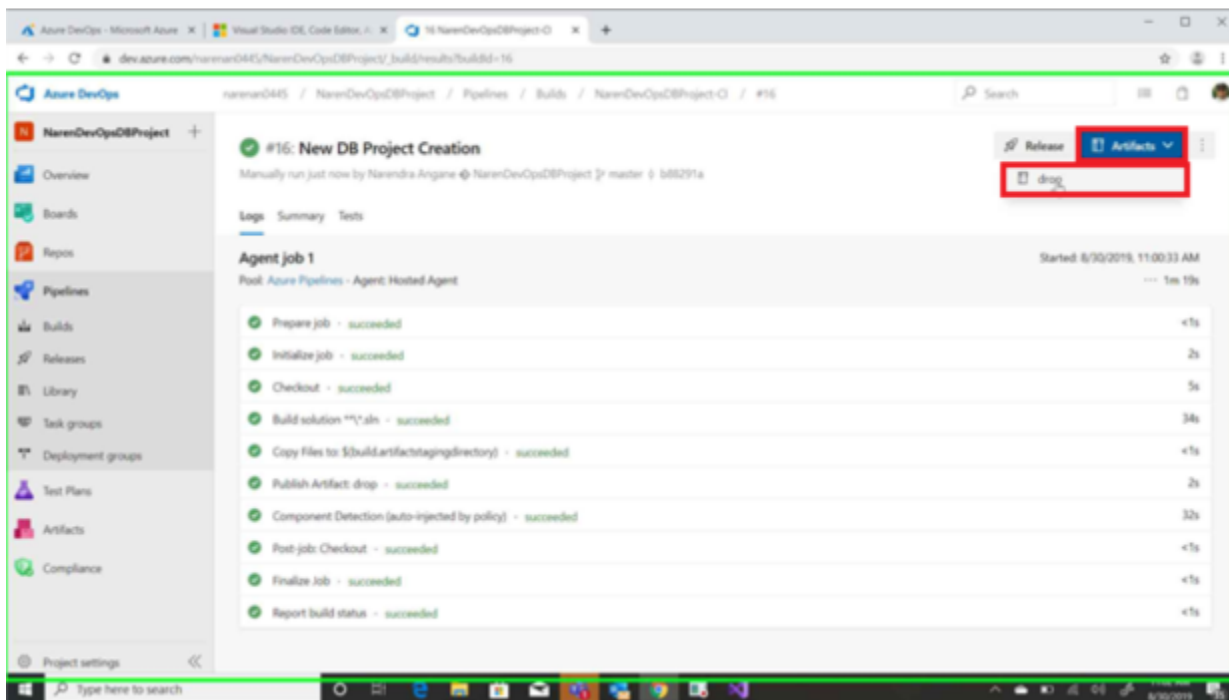 Azure DevOps - Microsoft Azure
Visual Studio IDE, Code Editor,
16 NarenDevOpsDBProject-CI
dev.azure.com/narenan0445/NarenDevOpsDBProject/_build/results?buildId=16
Azure DevOps
narenan0445 / NarenDevOpsDBProject / Pipelines / Builds / NarenDevOpsDBProject-CI / #16
Search
N NarenDevOpsDBProject +
Overview
Boards
Repos
Pipelines
Builds
Releases
Library
Task groups
Deployment groups
Test Plans
Artifacts
Compliance
Project settings
#16: New DB Project Creation
Manually run just now by Narendra Angane NarenDevOpsDBProject master b88291a
Release
Artifacts
drop
Logs Summary Tests
Agent job 1
Started: 8/30/2019, 11:00:33 AM
Pool: Azure Pipelines · Agent: Hosted Agent
··· 1m 19s
Prepare job · succeeded <1s
Initialize job · succeeded 2s
Checkout · succeeded 5s
Build solution **\*.sln · succeeded 34s
Copy Files to: $(build.artifactstagingdirectory) · succeeded <1s
Publish Artifact: drop · succeeded 2s
Component Detection (auto-injected by policy) · succeeded 32s
Post-job: Checkout · succeeded <1s
Finalize Job · succeeded <1s
Report build status · succeeded <1s
Type here to search
8/30/2019